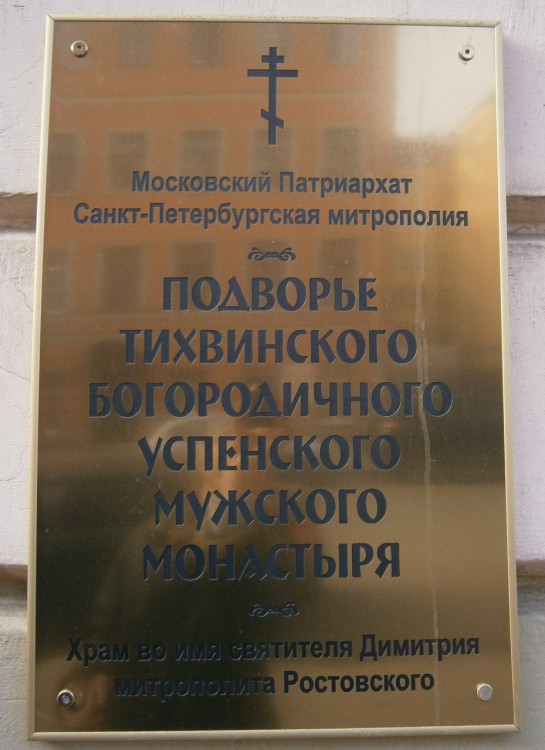 Московский Патриархат
Санкт-Петербургская митрополия
ПОДВОРЬЕ
ТИХВИНСКОГО
БОГОРОДИЧНОГО
УСПЕНСКОГО
МУЖСКОГО
МОНАСТЫРЯ
Храм во имя святителя Димитрия
митрополита Ростовского